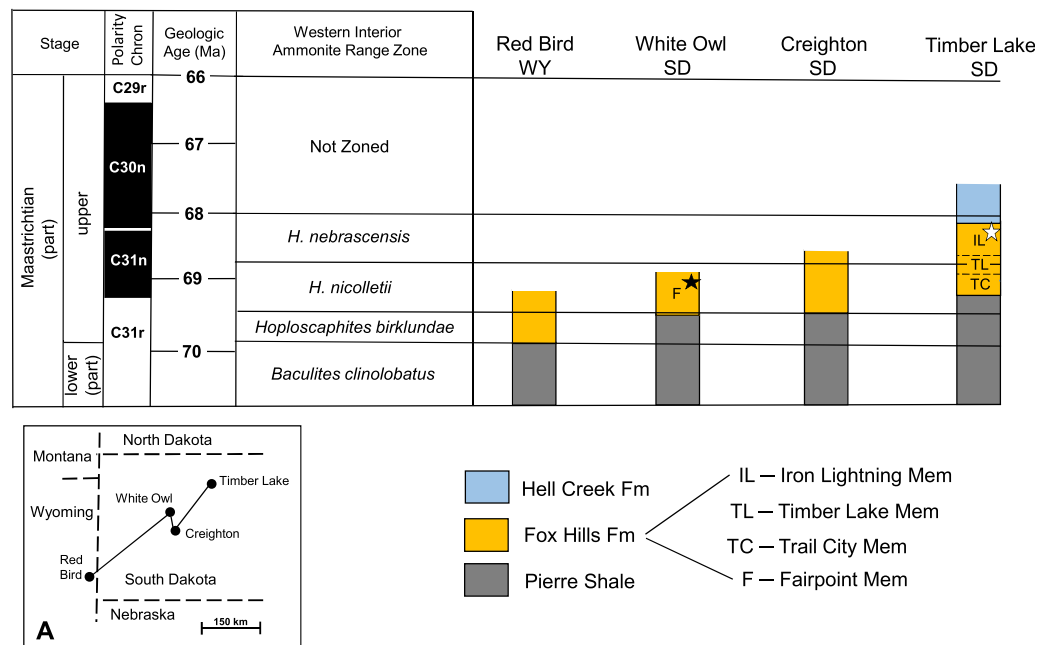 Stage
Polarity
Chron
Geologic
Age (Ma)
Western Interior
Ammonite Range Zone
Red Bird
WY
White Owl
SD
Creighton
SD
Timber Lake
SD
Maastrichtian
(part)
upper
lower
(part)
C29r
C30n
C31n
C31r
66
67
68
69
70
Not Zoned
H. nebrascensis
H. nicolletii
Hoploscaphites birklundae
Baculites clinolobatus
F
IL
TL
TC
North Dakota
Montana
Timber Lake
White Owl
Wyoming
Creighton
Red
Bird
South Dakota
Nebraska
150 km
A
Hell Creek Fm
Fox Hills Fm
Pierre Shale
IL — Iron Lightning Mem
TL — Timber Lake Mem
TC — Trail City Mem
F — Fairpoint Mem